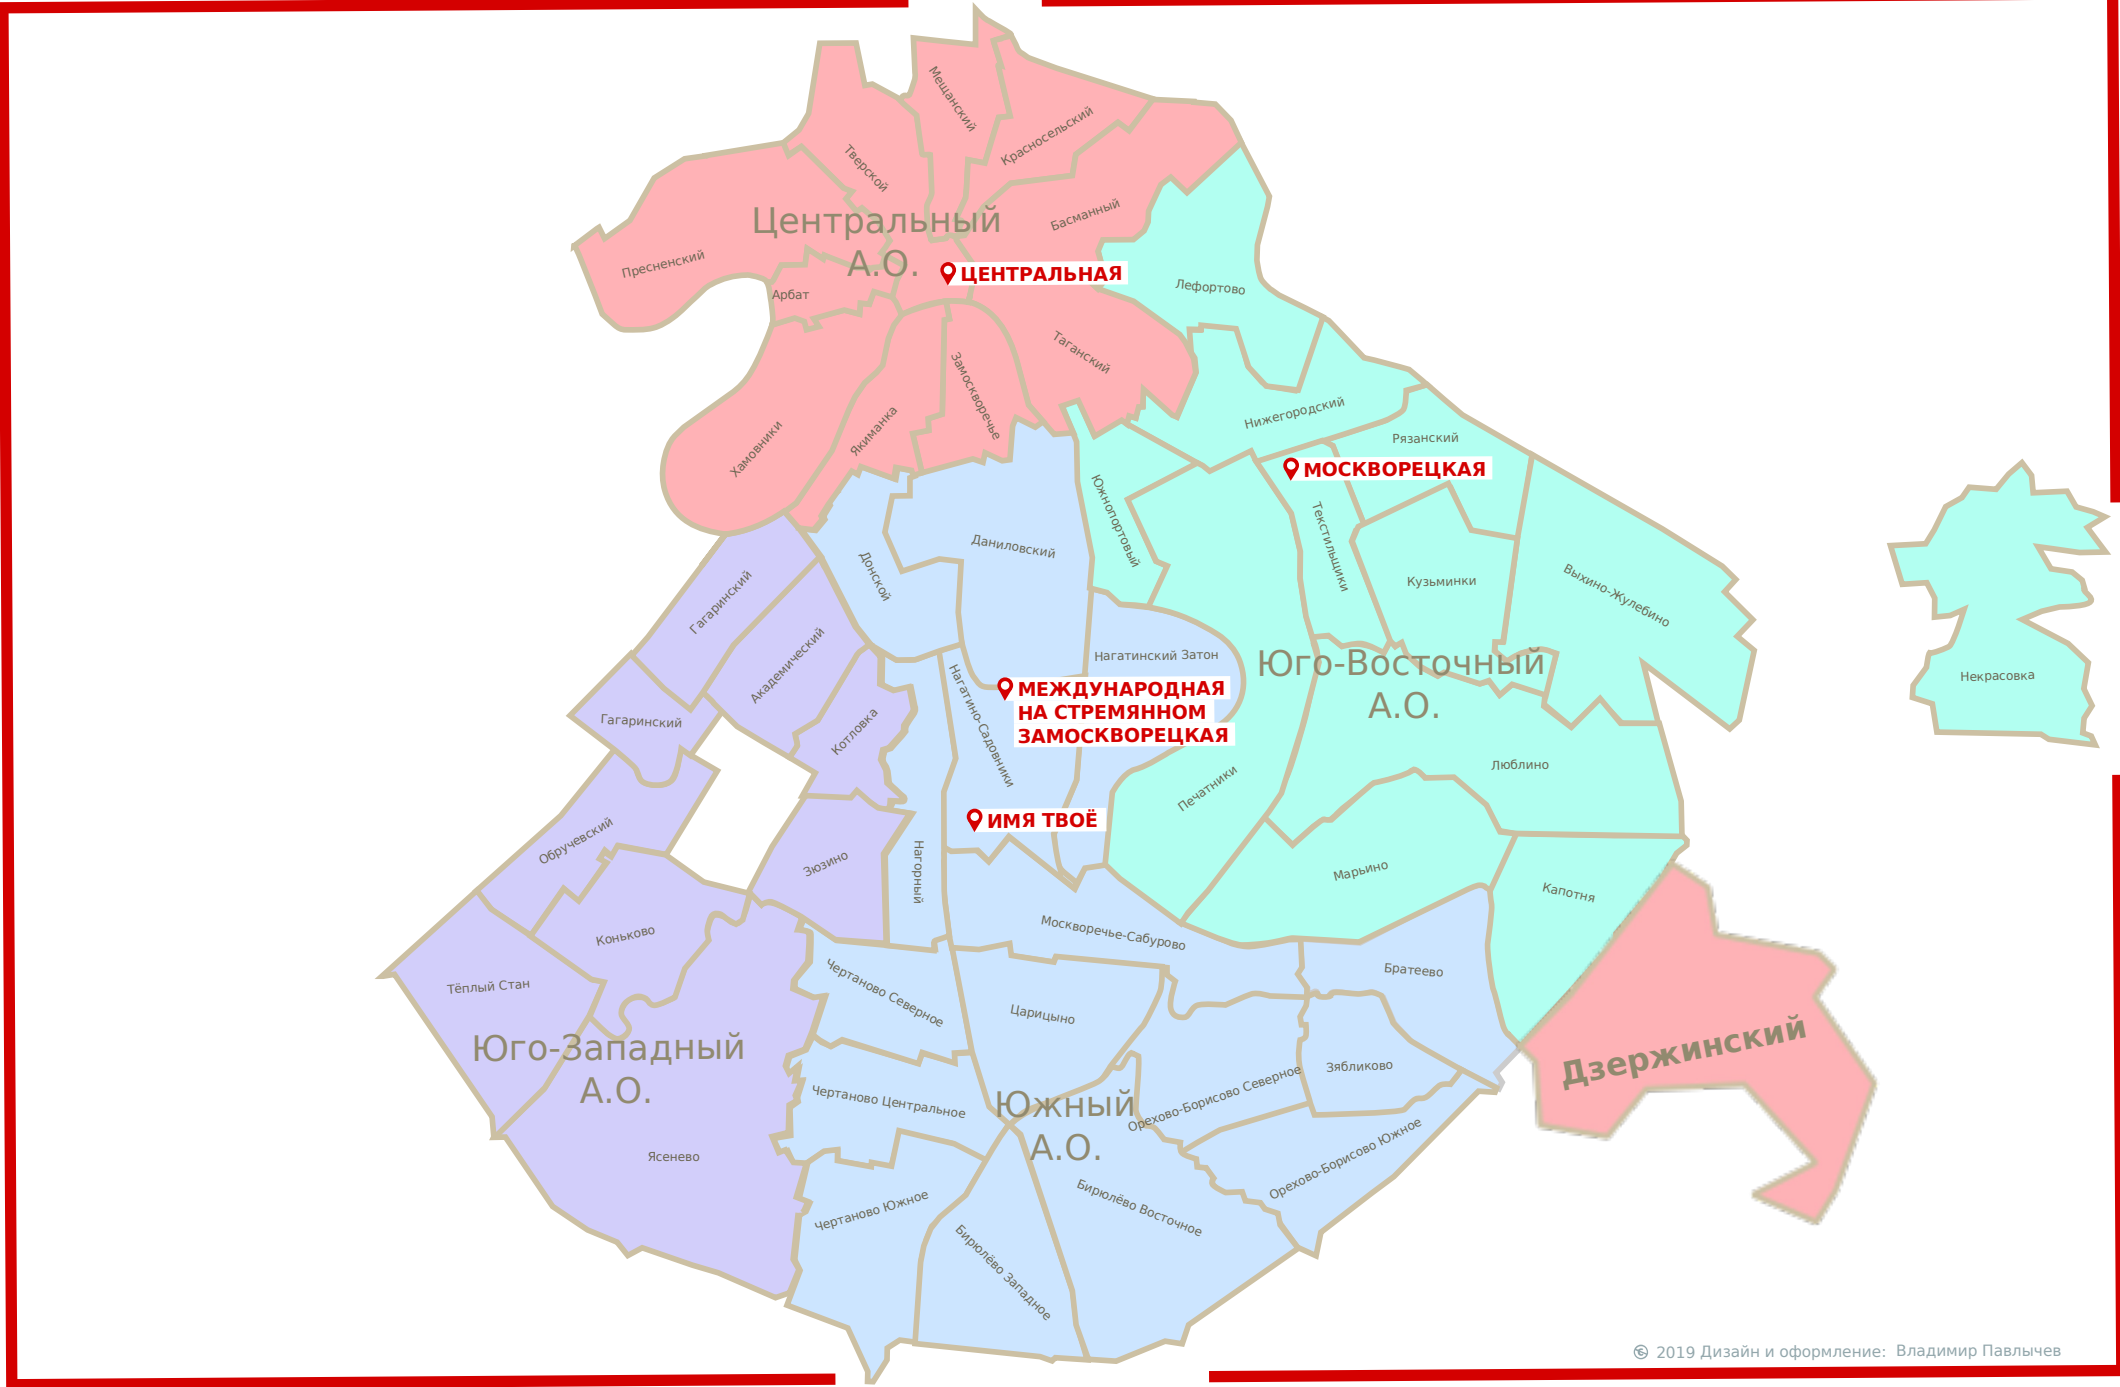 Мещанский
Красносельский
Тверской
Басманный
Центральный
А.О.
Пресненский
Арбат
ЦЕНТРАЛЬНАЯ
Лефортово
Таганский
Замоскворечье
Якиманка
Хамовники
Нижегородский
Рязанский
МОСКВОРЕЦКАЯ
Южнопортовый
Текстильщики
Кузьминки
Выхино-Жулебино
Даниловский
Донской
Гагаринский
Академический
Нагатинский Затон
Юго-Восточный
А.О.
Некрасовка
МЕЖДУНАРОДНАЯ
НА СТРЕМЯННОМ
ЗАМОСКВОРЕЦКАЯ
Нагатино-Садовники
Гагаринский
Котловка
Люблино
Печатники
ИМЯ ТВОЁ
Обручевский
Зюзино
Нагорный
Марьино
Капотня
Коньково
Москворечье-Сабурово
Братеево
Тёплый Стан
Чертаново Северное
Царицыно
Юго-Западный
А.О.
Дзержинский
Зябликово
Орехово-Борисово Северное
Чертаново Центральное
Южный
А.О.
Ясенево
Орехово-Борисово Южное
Чертаново Южное
Бирюлёво Восточное
Бирюлёво Западное
2019 Дизайн и оформление: Владимир Павлычев